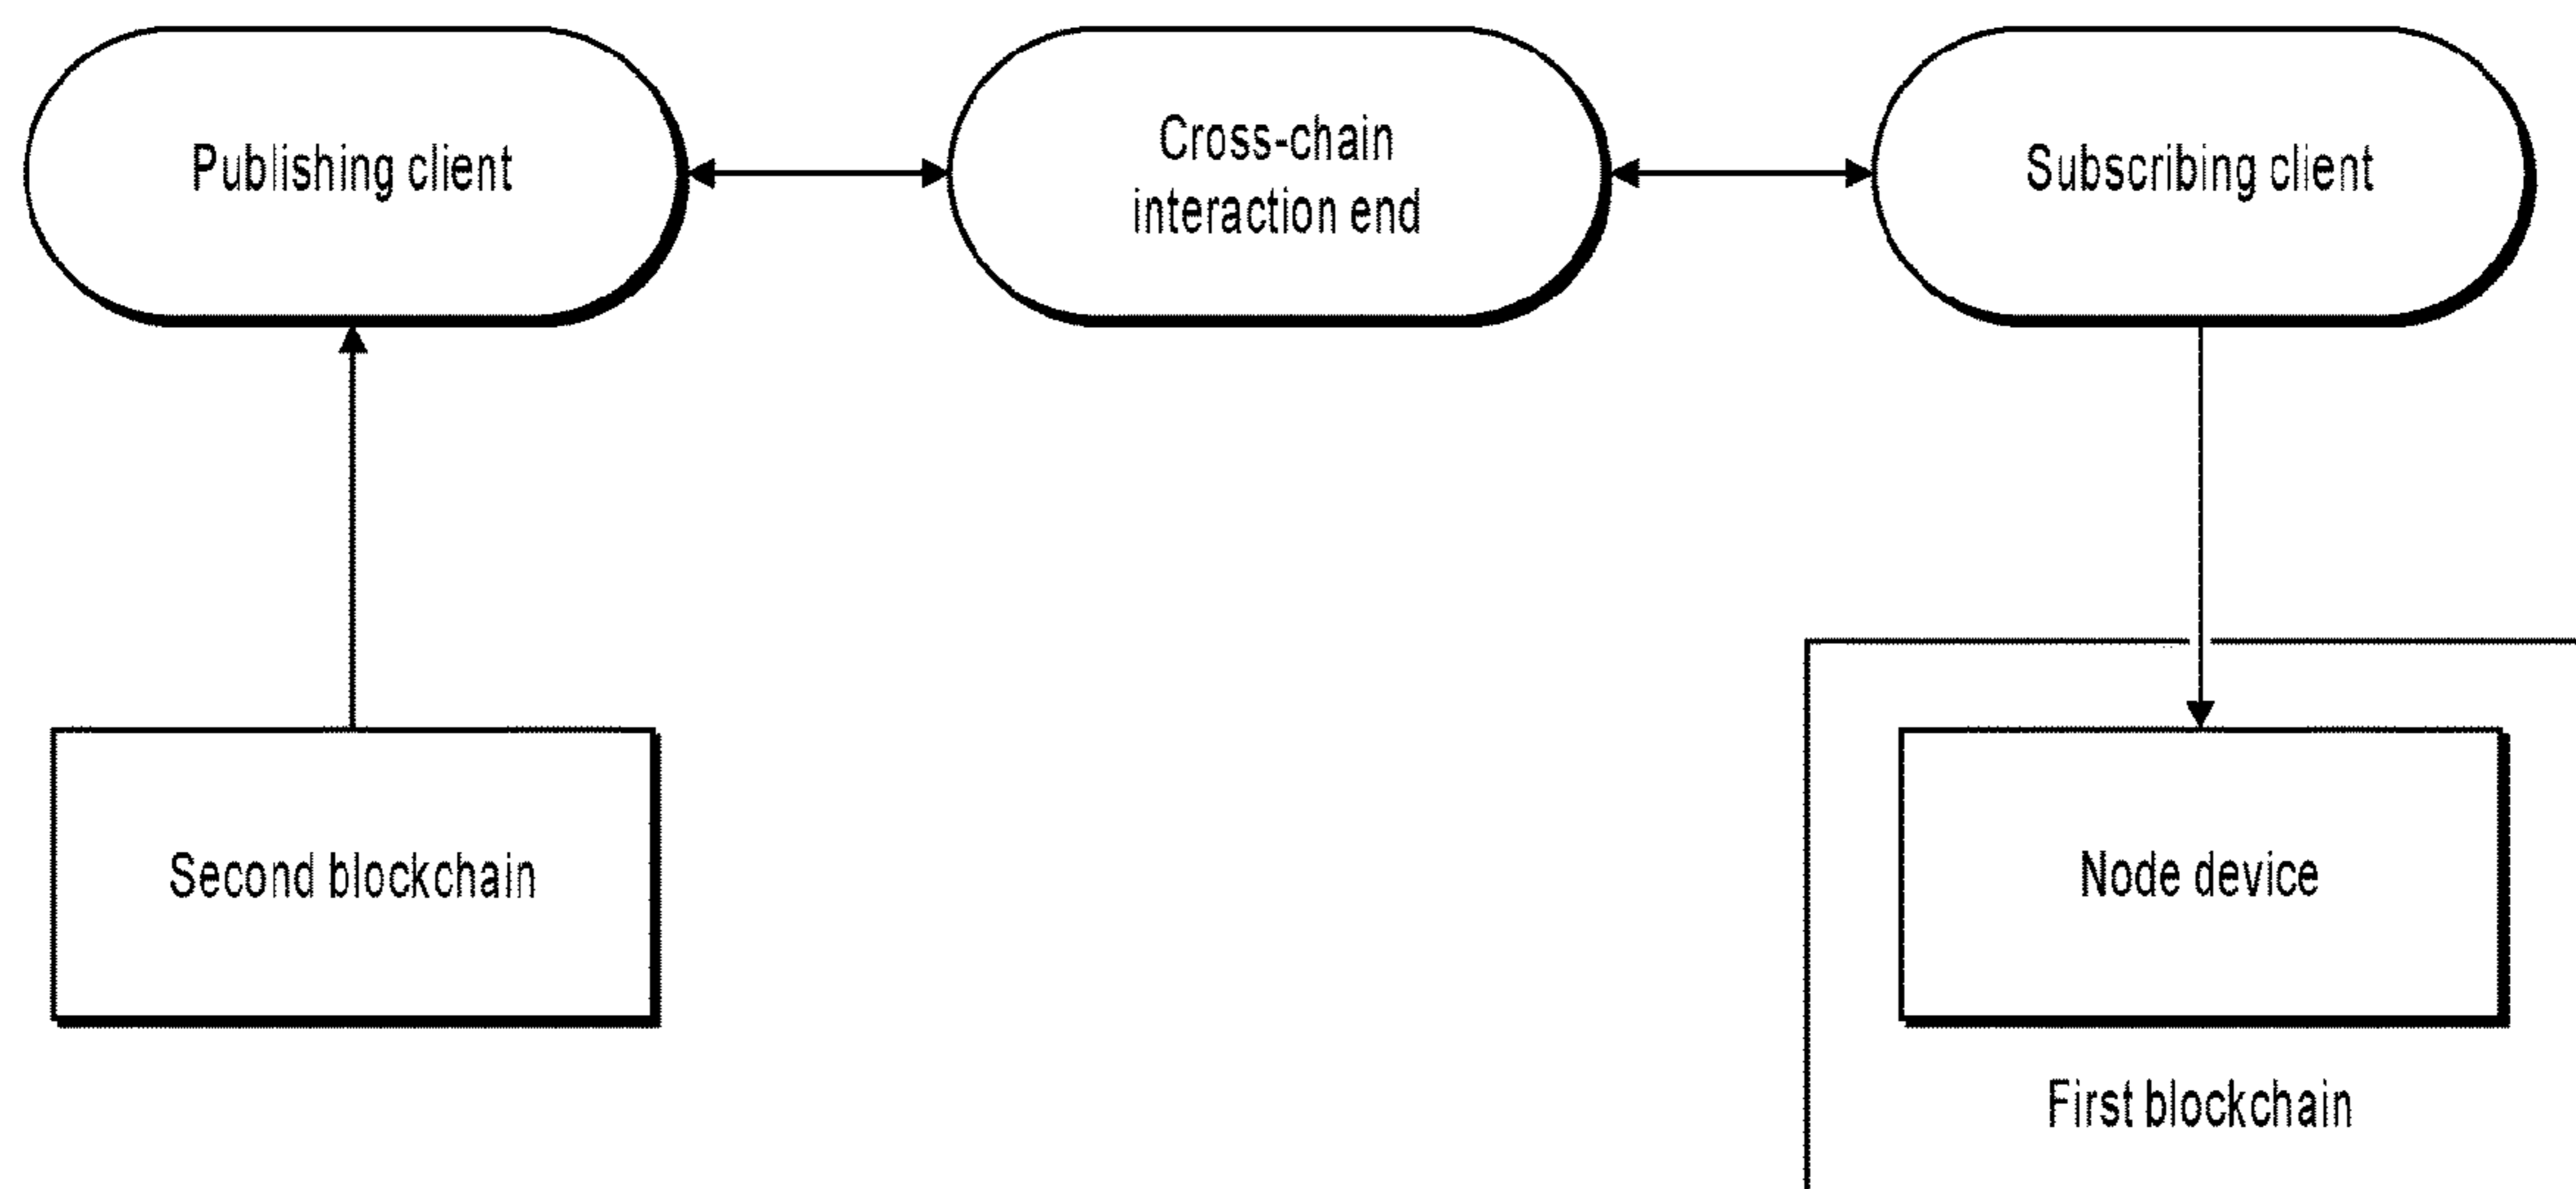 Publishing client
Cross-chain
interaction end
Subscribing client
Second blockchain
Node device
First blockchain